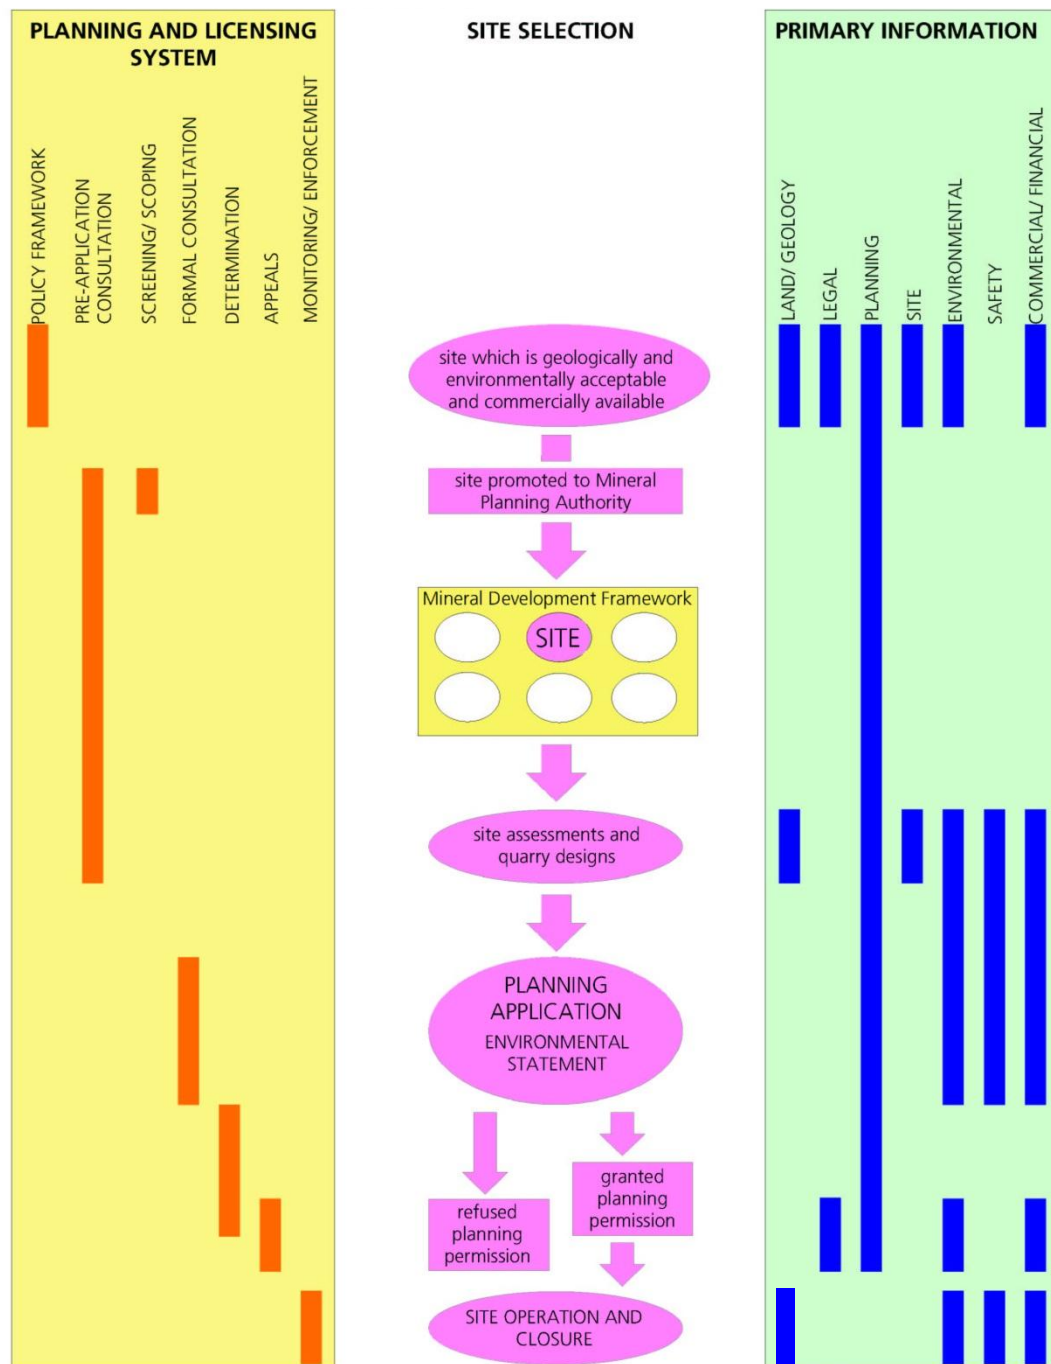 PLANNING AND LICENSING
SYSTEM
POLICY FRAMEWORK
PRE-APPLICATION
CONSULTATION
SCREENING/ SCOPING
FORMAL CONSULTATION
DETERMINATION
APPEALS
MONITORING/ ENFORCEMENT
SITE SELECTION
site which is geologically and
environmentally acceptable
and commercially available
site promoted to Mineral
Planning Authority
Mineral Development Framework
SITE
site assessments and
quarry designs
PLANNING
APPLICATION
ENVIRONMENTAL
STATEMENT
refused
planning
permission
granted
planning
permission
SITE OPERATION AND
CLOSURE
PRIMARY INFORMATION
LAND/ GEOLOGY
LEGAL
PLANNING
SITE
ENVIRONMENTAL
SAFETY
COMMERCIAL/ FINANCIAL